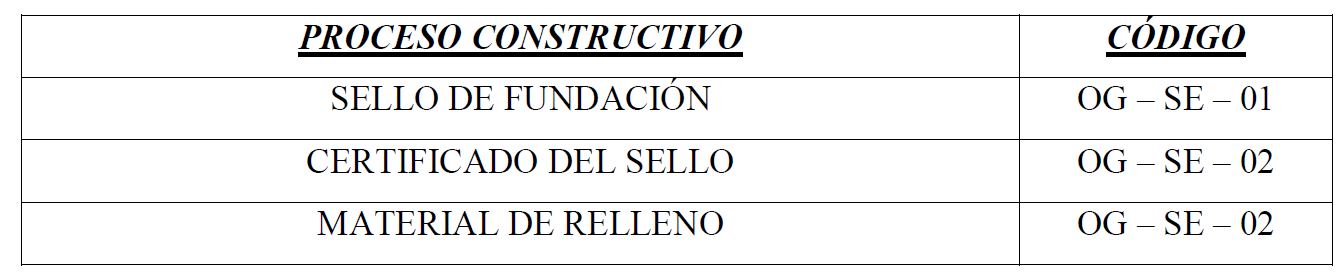 PROCESO CONSTRUCTIVO CÓDIGO
SELLO DE FUNDACIÓN OG – SE – 01
CERTIFICADO DEL SELLO OG – SE – 02
MATERIAL DE RELLENO OG – SE – 02